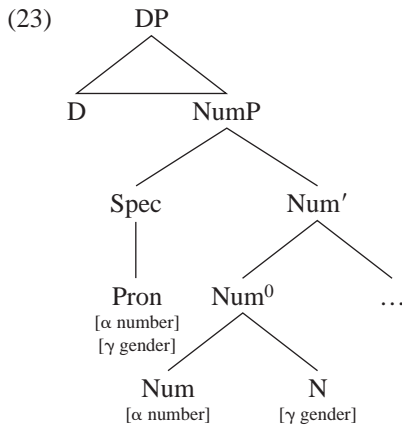 (23) DP
D NumP
Spec Num′
Pron Num⁰ …
[α number]
[γ gender]
Num N
[α number] [γ gender]